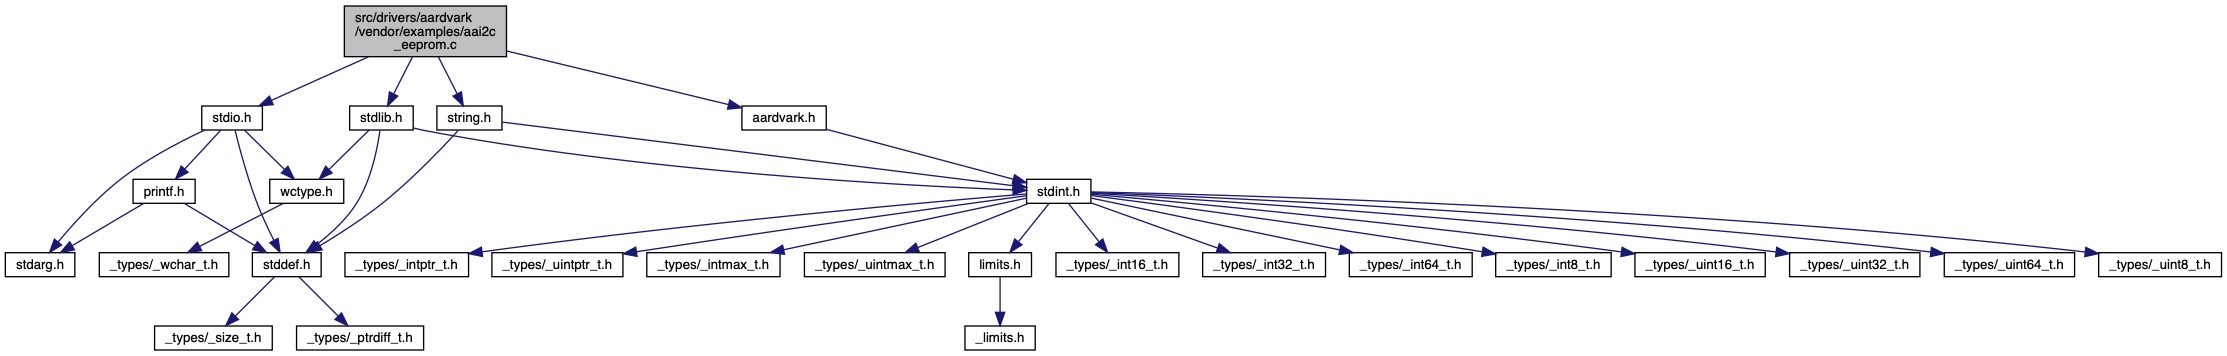 src/drivers/aardvark
/vendor/examples/aai2c
_eeprom.c
stdio.h
stdlib.h
string.h
aardvark.h
printf.h
wctype.h
stdint.h
stdarg.h
_types/_wchar_t.h
stddef.h
_types/_intptr_t.h
_types/_uintptr_t.h
_types/_intmax_t.h
_types/_uintmax_t.h
limits.h
_types/_int16_t.h
_types/_int32_t.h
_types/_int64_t.h
_types/_int8_t.h
_types/_uint16_t.h
_types/_uint32_t.h
_types/_uint64_t.h
_types/_uint8_t.h
_types/_size_t.h
_types/_ptrdiff_t.h
_limits.h